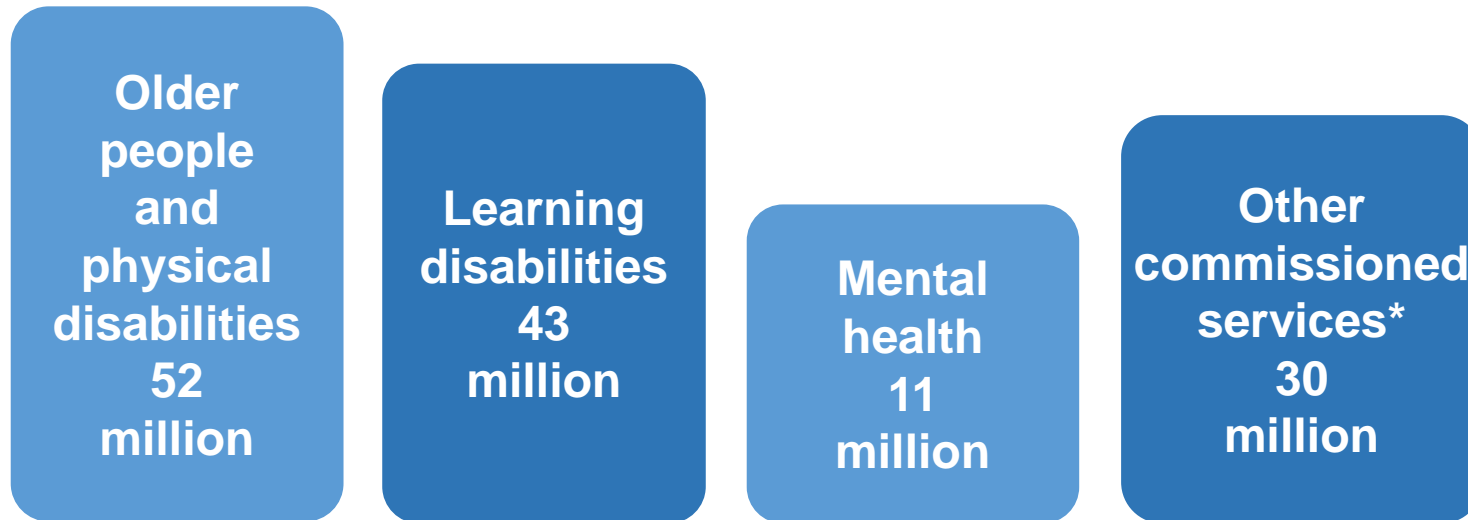 Older
people
and
physical
disabilities
52
million
Learning
disabilities
43
million
Mental
health
11
million
Other
commissioned
services*
30
million